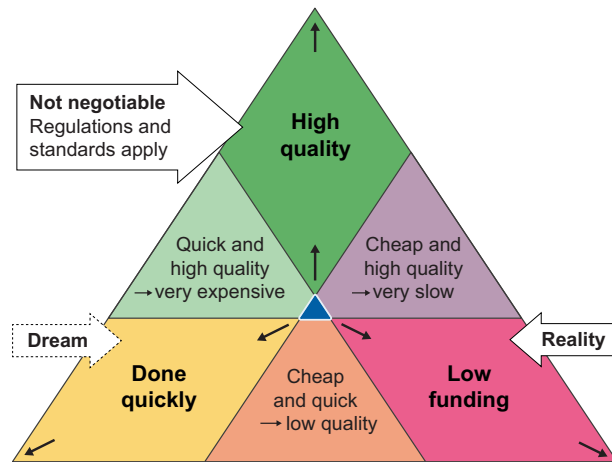 Not negotiable
Regulations and
standards apply
High
quality
Quick and
high quality
→ very expensive
Cheap and
high quality
→ very slow
Dream
Reality
Done
quickly
Cheap
and quick
→ low quality
Low
funding